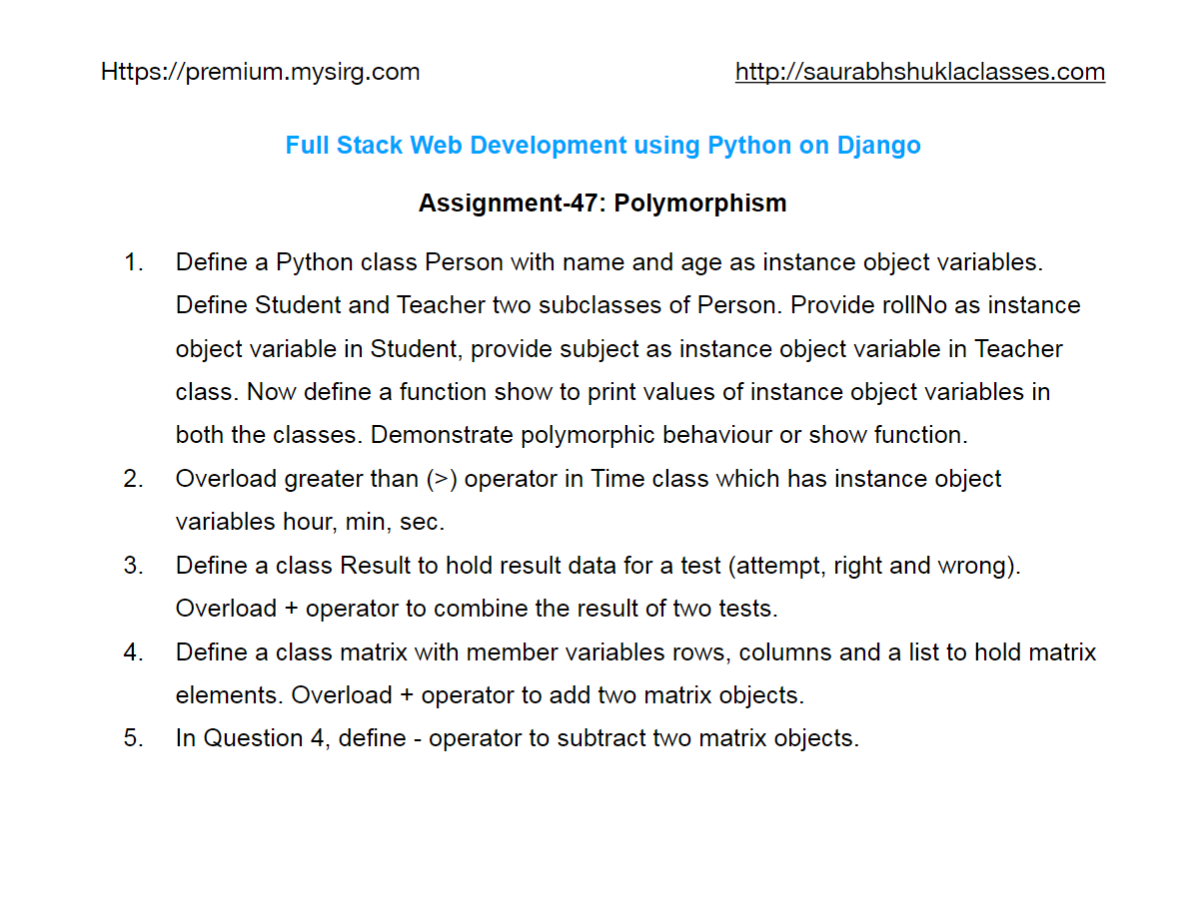 Https://premium.mysirg.com
http://saurabhshuklaclasses.com
Full Stack Web Development using Python on Django
Assignment-47: Polymorphism
1. Define a Python class Person with name and age as instance object variables.
Define Student and Teacher two subclasses of Person. Provide rollNo as instance
object variable in Student, provide subject as instance object variable in Teacher
class. Now define a function show to print values of instance object variables in
both the classes. Demonstrate polymorphic behaviour or show function.
2. Overload greater than (>) operator in Time class which has instance object
variables hour, min, sec.
3. Define a class Result to hold result data for a test (attempt, right and wrong).
Overload + operator to combine the result of two tests.
4. Define a class matrix with member variables rows, columns and a list to hold matrix
elements. Overload + operator to add two matrix objects.
5. In Question 4, define - operator to subtract two matrix objects.